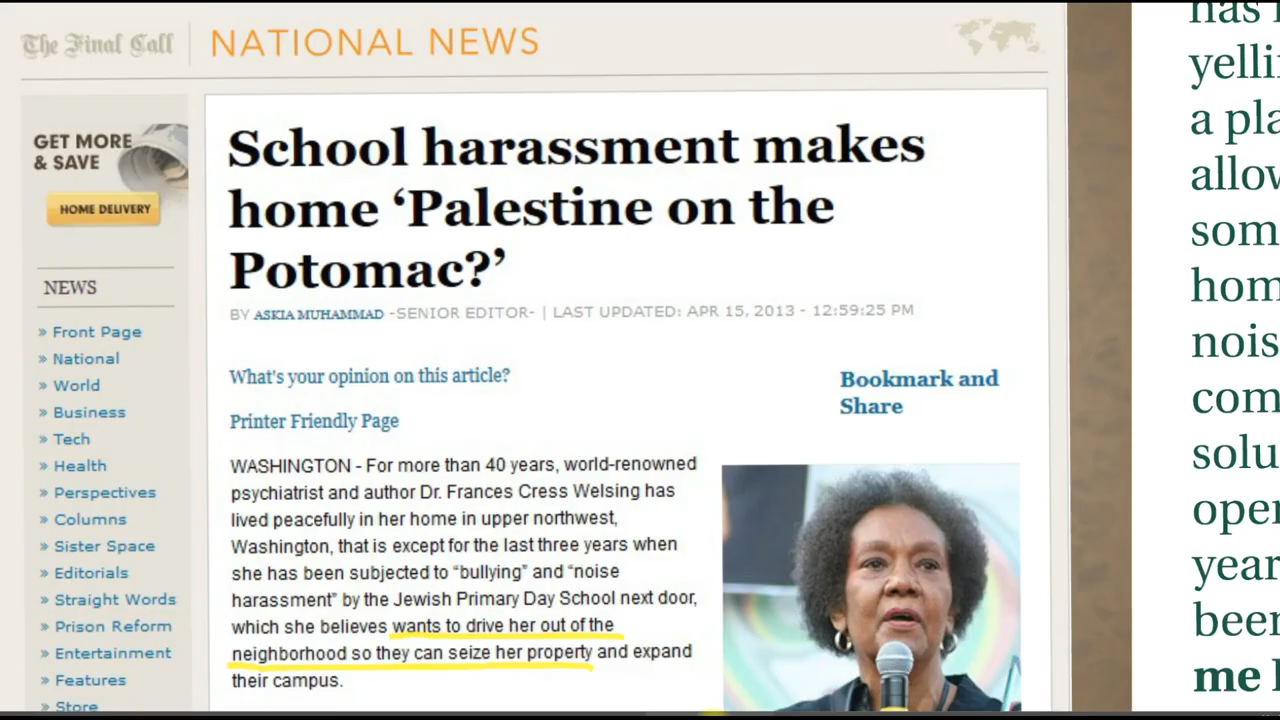 The Final Call
NATIONAL NEWS
GET MORE
& SAVE
HOME DELIVERY
NEWS
» Front Page
» National
» World
» Business
» Tech
» Health
» Perspectives
» Columns
» Sister Space
» Editorials
» Straight Words
» Prison Reform
» Entertainment
» Features
» Store
School harassment makes
home ‘Palestine on the
Potomac?’
BY ASKIA MUHAMMAD -SENIOR EDITOR- | LAST UPDATED: APR 15, 2013 - 12:59:25 PM
What's your opinion on this article?
Printer Friendly Page
Bookmark and
Share
WASHINGTON - For more than 40 years, world-renowned
psychiatrist and author Dr. Frances Cress Welsing has
lived peacefully in her home in upper northwest,
Washington, that is except for the last three years when
she has been subjected to “bullying” and “noise
harassment” by the Jewish Primary Day School next door,
which she believes wants to drive her out of the
neighborhood so they can seize her property and expand
their campus.
has
yelli
a pla
allow
som
hom
nois
com
solu
oper
year
been
me